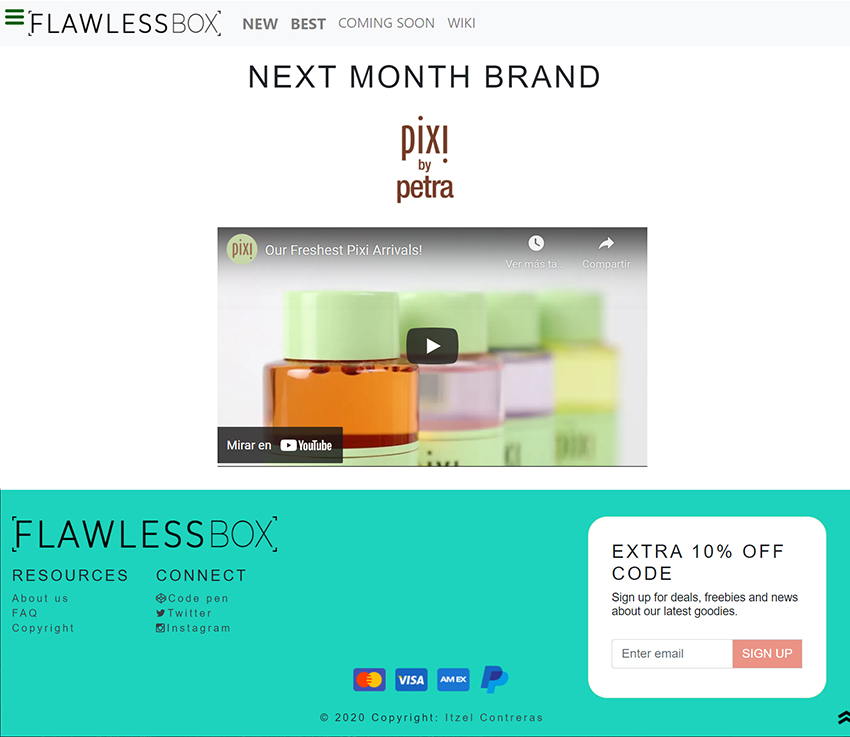 [FLAWLESSBOX] NEW BEST COMING SOON WIKI
NEXT MONTH BRAND
pixi
by
petra
pixi Our Freshest Pixi Arrivals!
Ver más ta... Compartir
Mirar en YouTube
[FLAWLESSBOX]
RESOURCES
About us
FAQ
Copyright
CONNECT
Code pen
Twitter
Instagram
EXTRA 10% OFF
CODE
Sign up for deals, freebies and news
about our latest goodies.
Enter email SIGN UP
VISA AMEX
© 2020 Copyright: Itzel Contreras